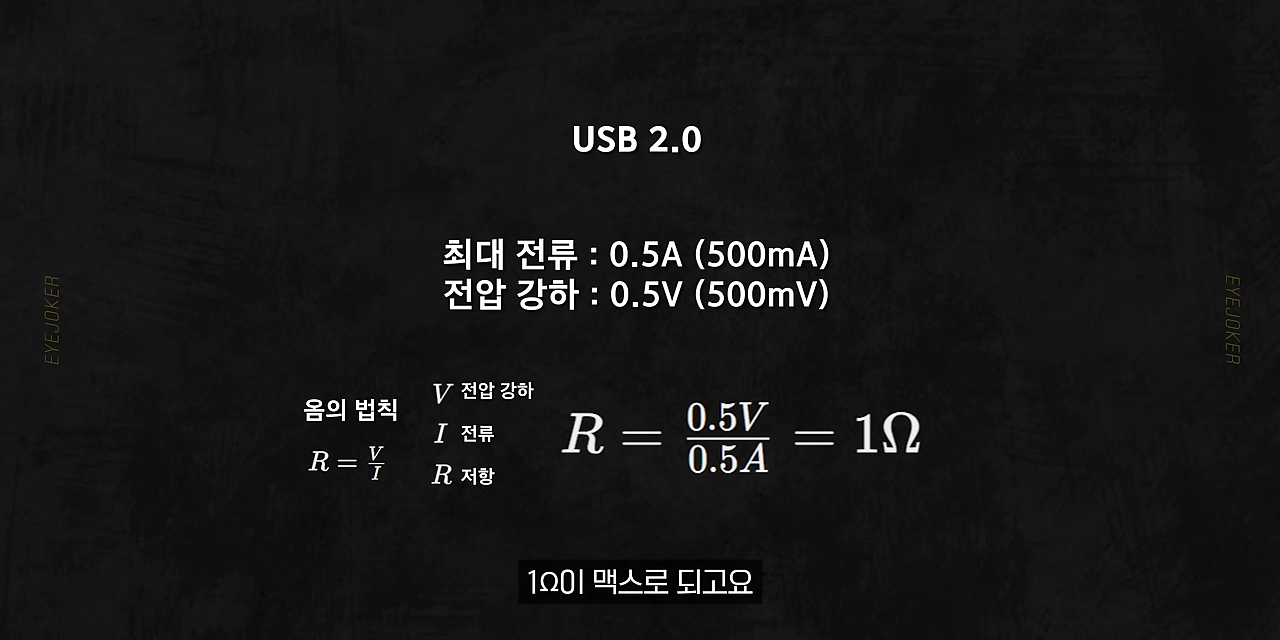 USB 2.0
최대 전류 : 0.5A (500mA)
전압 강하 : 0.5V (500mV)
EYEJOKER
EYEJOKER
옴의 법칙
R = V/I
V 전압 강하
I 전류
R 저항
R = 0.5V/0.5A = 1Ω
1Ω이 맥스로 되고요